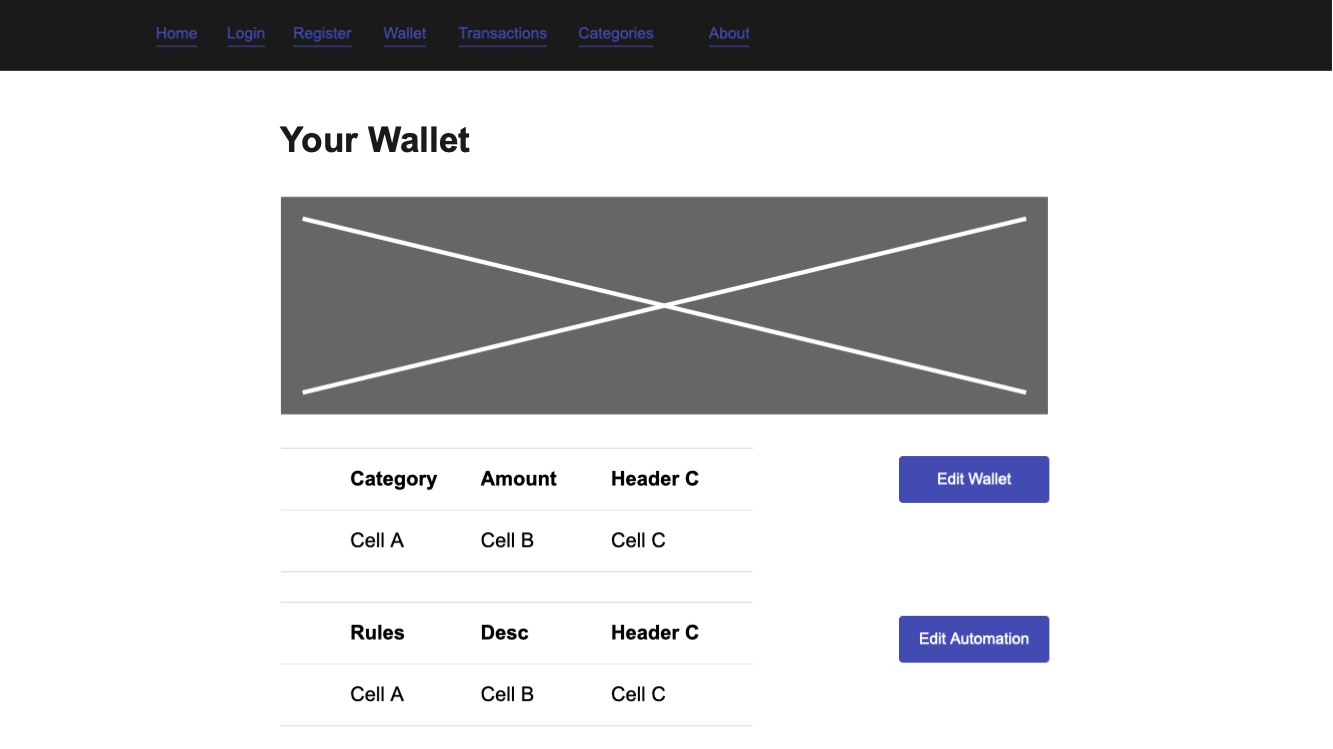 Home Login Register Wallet Transactions Categories About
Your Wallet
Category Amount Header C
Edit Wallet
Cell A Cell B Cell C
Rules Desc Header C
Edit Automation
Cell A Cell B Cell C